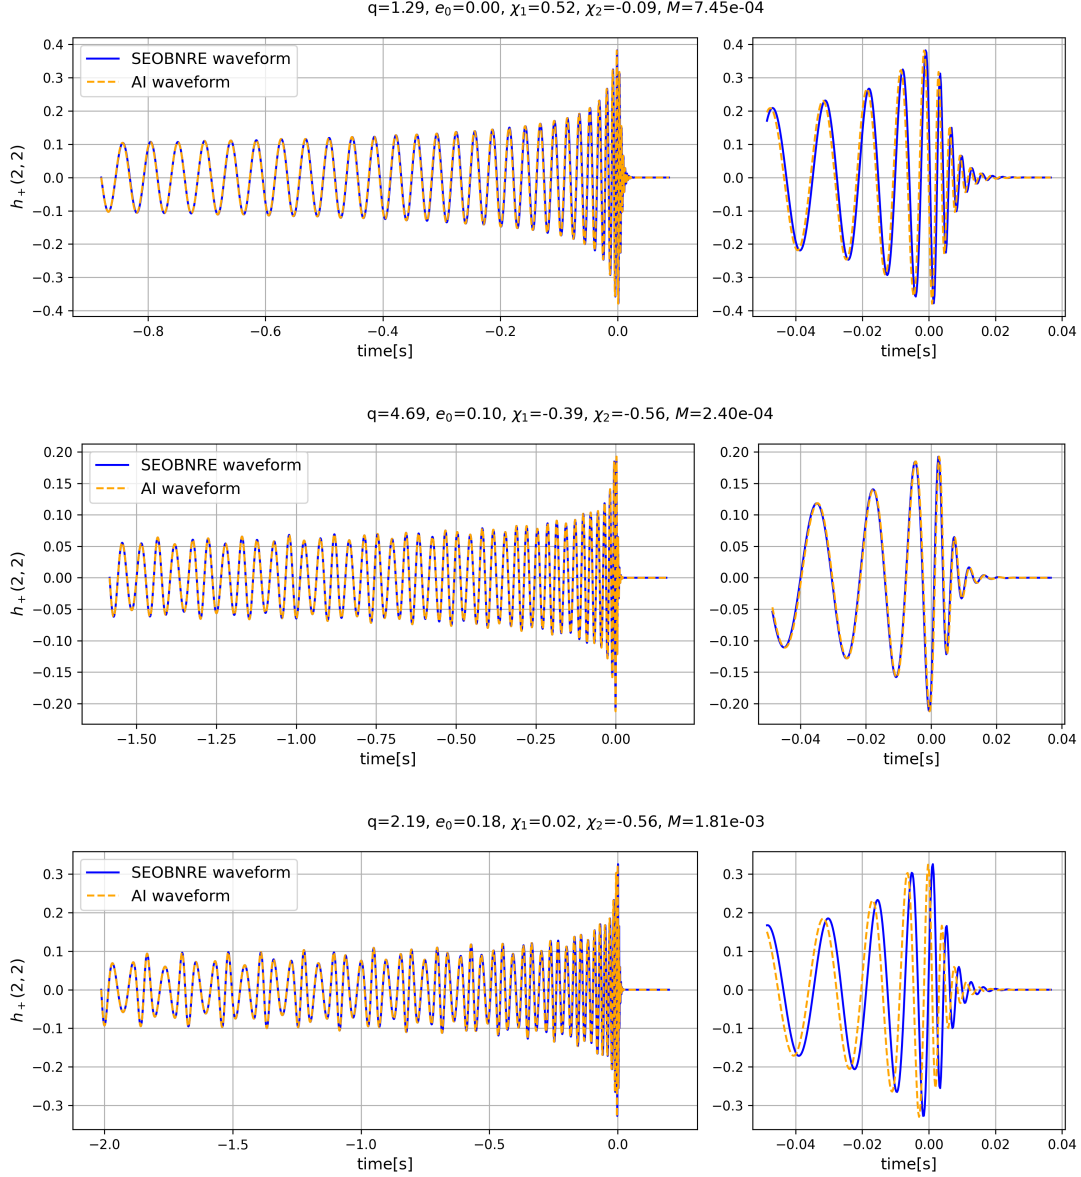 q=1.29, e₀=0.00, χ₁=0.52, χ₂=-0.09, M=7.45e-04
SEOBNRE waveform
AI waveform
h₊(2, 2)
0.4
0.3
0.2
0.1
0.0
−0.1
−0.2
−0.3
−0.4
−0.8 −0.6 −0.4 −0.2 0.0
time[s]
0.4
0.3
0.2
0.1
0.0
−0.1
−0.2
−0.3
−0.4
−0.04 −0.02 0.00 0.02 0.04
time[s]
q=4.69, e₀=0.10, χ₁=-0.39, χ₂=-0.56, M=2.40e-04
SEOBNRE waveform
AI waveform
h₊(2, 2)
0.20
0.15
0.10
0.05
0.00
−0.05
−0.10
−0.15
−0.20
−1.50 −1.25 −1.00 −0.75 −0.50 −0.25 0.00
time[s]
0.20
0.15
0.10
0.05
0.00
−0.05
−0.10
−0.15
−0.20
−0.04 −0.02 0.00 0.02 0.04
time[s]
q=2.19, e₀=0.18, χ₁=0.02, χ₂=-0.56, M=1.81e-03
SEOBNRE waveform
AI waveform
h₊(2, 2)
0.3
0.2
0.1
0.0
−0.1
−0.2
−0.3
−2.0 −1.5 −1.0 −0.5 0.0
time[s]
0.3
0.2
0.1
0.0
−0.1
−0.2
−0.3
−0.04 −0.02 0.00 0.02 0.04
time[s]